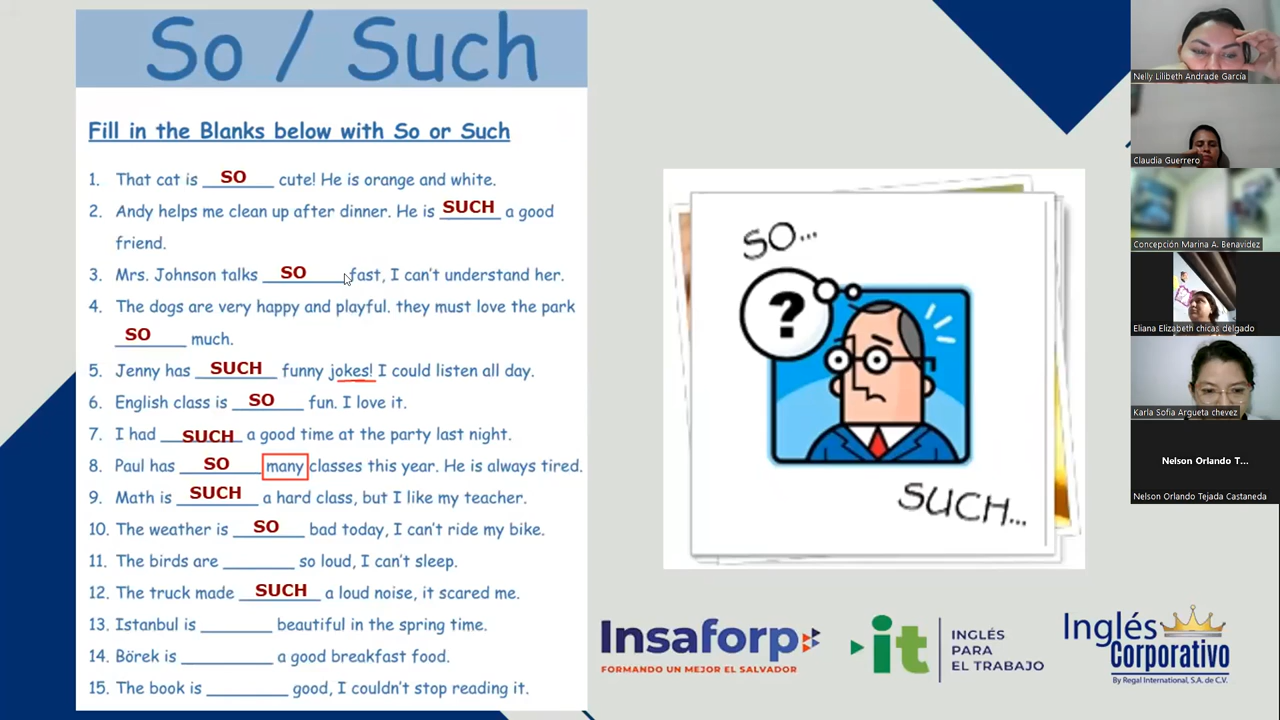 So / Such
Fill in the Blanks below with So or Such
1. That cat is SO cute! He is orange and white.
2. Andy helps me clean up after dinner. He is SUCH a good
friend.
3. Mrs. Johnson talks SO fast, I can't understand her.
4. The dogs are very happy and playful. they must love the park
SO much.
5. Jenny has SUCH funny jokes! I could listen all day.
6. English class is SO fun. I love it.
7. I had SUCH a good time at the party last night.
8. Paul has SO many classes this year. He is always tired.
9. Math is SUCH a hard class, but I like my teacher.
10. The weather is SO bad today, I can't ride my bike.
11. The birds are ________ so loud, I can't sleep.
12. The truck made SUCH a loud noise, it scared me.
13. Istanbul is ________ beautiful in the spring time.
14. Börek is __________ a good breakfast food.
15. The book is _________ good, I couldn't stop reading it.
SO...
?
SUCH...
Insaforp
FORMANDO UN MEJOR EL SALVADOR
it
INGLÉS
PARA
EL TRABAJO
Inglés
Corporativo
By Regal International, S.A. de C.V.
Nelly Lilibeth Andrade García
Claudia Guerrero
Concepción Marina A. Benavidez
Eliana Elizabeth chicas delgado
Karla Sofia Argueta chevez
Nelson Orlando T...
Nelson Orlando Tejada Castaneda